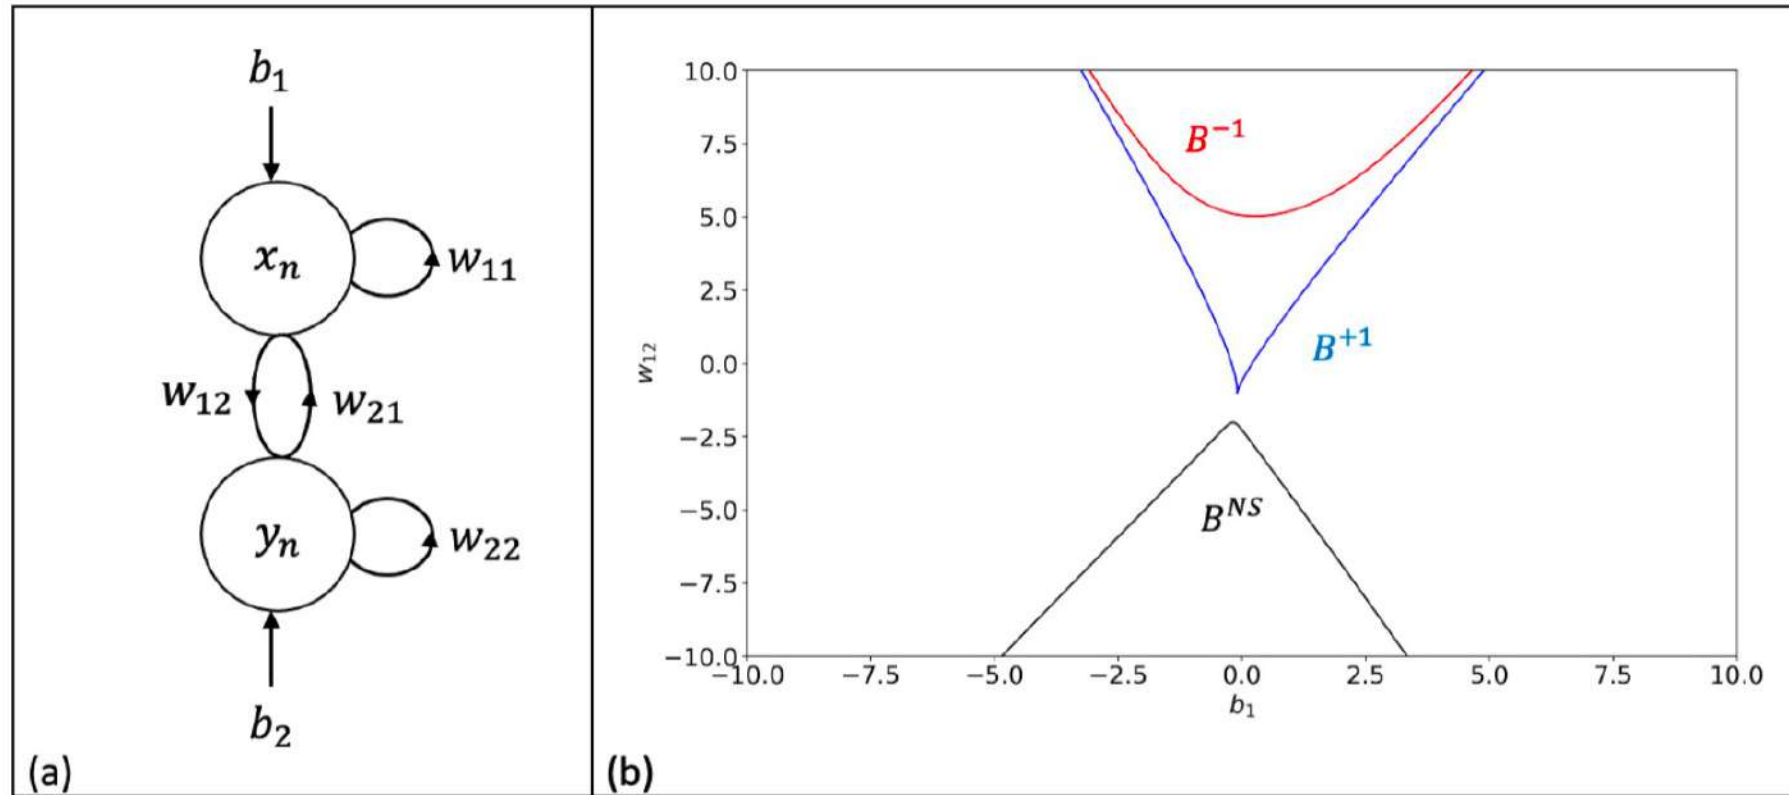 b₁
xₙ
w₁₁
w₁₂
w₂₁
yₙ
w₂₂
b₂
(a)
10.0
7.5
5.0
2.5
0.0
−2.5
−5.0
−7.5
−10.0
w₁₂
B⁻¹
B⁺¹
Bᴺˢ
−10.0 −7.5 −5.0 −2.5 0.0 2.5 5.0 7.5 10.0
b₁
(b)